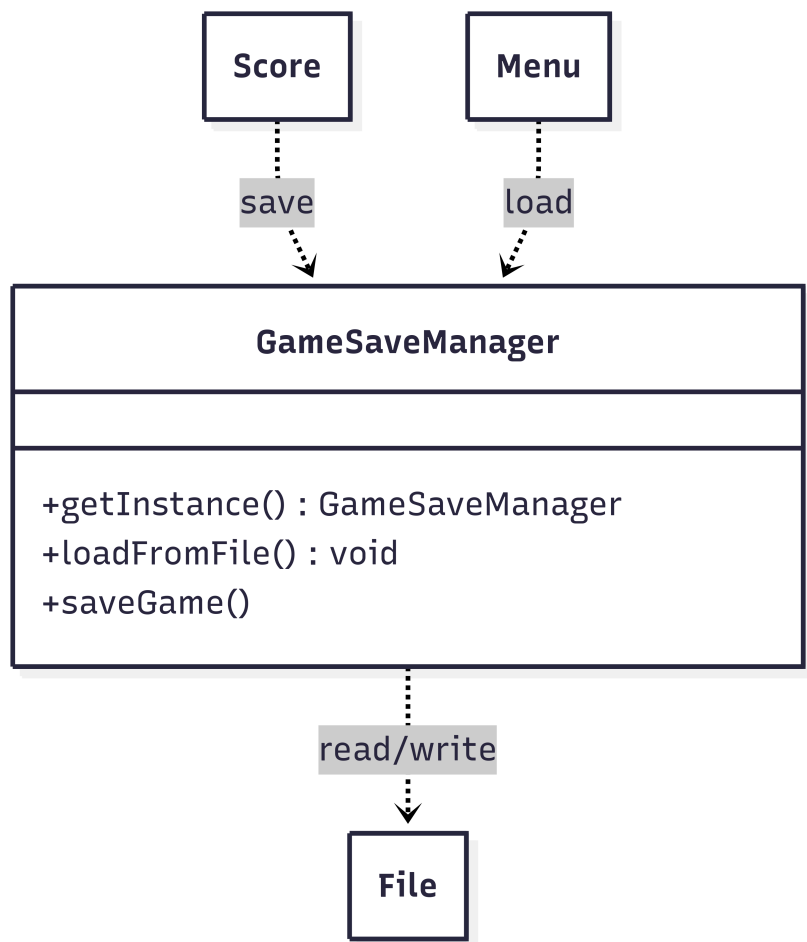 Score
Menu
save
load
GameSaveManager
+getInstance() : GameSaveManager
+loadFromFile() : void
+saveGame()
read/write
File